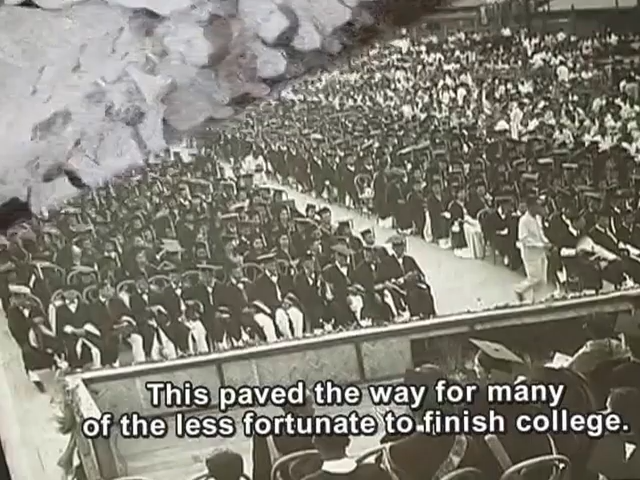 This paved the way for many
of the less fortunate to finish college.